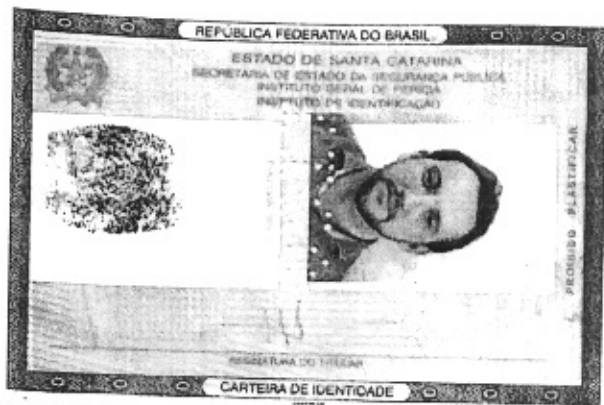 REPÚBLICA FEDERATIVA DO BRASIL
ESTADO DE SANTA CATARINA
SECRETARIA DE ESTADO DA SEGURANÇA PÚBLICA
INSTITUTO GERAL DE PERÍCIA
INSTITUTO DE IDENTIFICAÇÃO
PROIBIDO PLASTIFICAR
ASSINATURA DO TITULAR
CARTEIRA DE IDENTIDADE